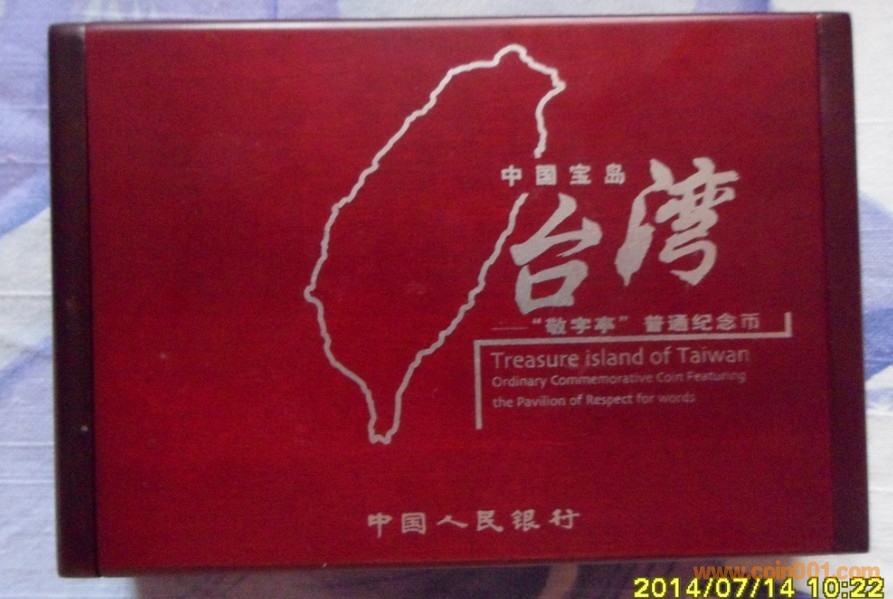 中国宝岛
台湾
——“敬字亭”普通纪念币
Treasure island of Taiwan
Ordinary Commemorative Coin Featuring
the Pavilion of Respect for words
中国人民银行
www.coin001.com
2014/07/14 10:22